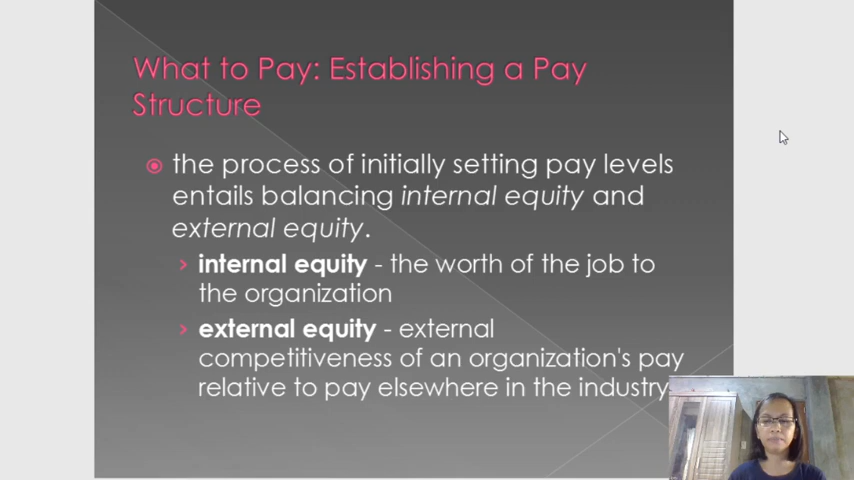 What to Pay: Establishing a Pay
Structure
the process of initially setting pay levels
entails balancing internal equity and
external equity.
internal equity - the worth of the job to
the organization
external equity - external
competitiveness of an organization's pay
relative to pay elsewhere in the industry